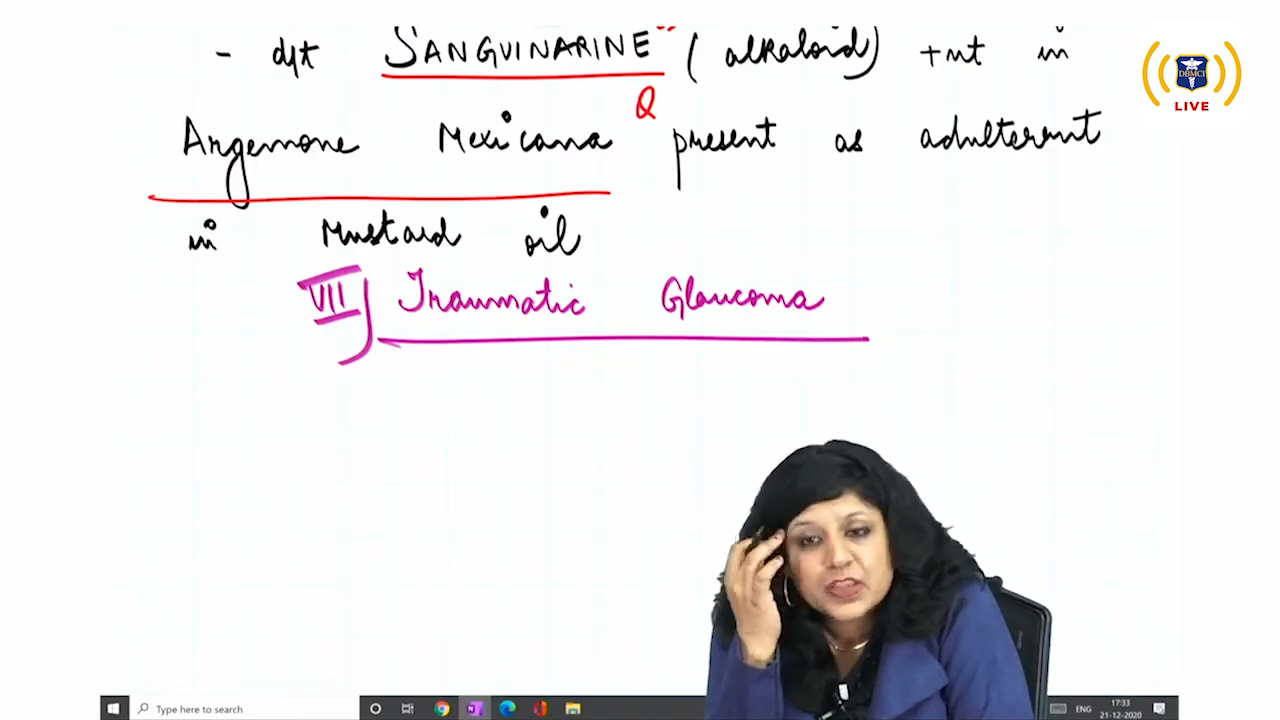 - d/t SANGUINARINE" (alkaloid) +nt in
Q
Argemone Mexicana present as adulterant
in Mustard oil
VII) Traumatic Glaucoma
DBMCI
LIVE
Type here to search
ENG
17:33
21-12-2020